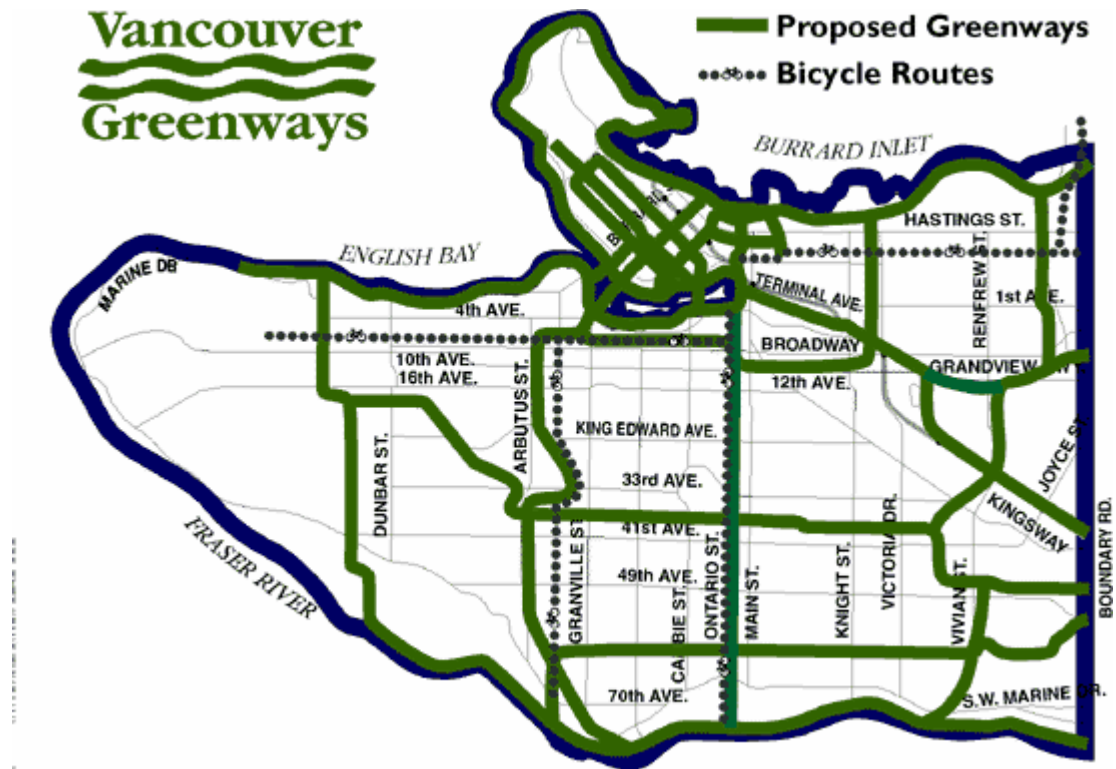 Vancouver
Greenways
Proposed Greenways
Bicycle Routes
BURRARD INLET
HASTINGS ST.
ENGLISH BAY
MARINE DR
RENFREW ST.
TERMINAL AVE.
1st AVE.
4th AVE.
BROADWAY
10th AVE.
16th AVE.
GRANDVIEW
12th AVE.
ARBUTUS ST.
KING EDWARD AVE.
JOYCE ST.
DUNBAR ST.
33rd AVE.
KINGSWAY
41st AVE.
FRASER RIVER
GRANVILLE ST.
49th AVE.
ONTARIO ST.
MAIN ST.
KNIGHT ST.
VICTORIA DR.
VIVIAN ST.
BOUNDARY RD.
70th AVE.
S.W. MARINE DR.